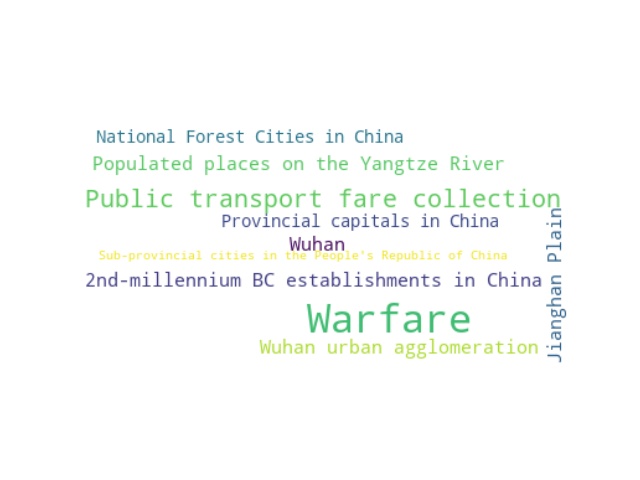 National Forest Cities in China
Populated places on the Yangtze River
Public transport fare collection
Provincial capitals in China
Wuhan
Sub-provincial cities in the People's Republic of China
2nd-millennium BC establishments in China
Warfare
Wuhan urban agglomeration
Jianghan Plain